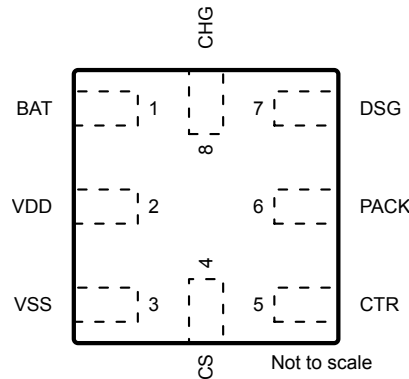 CHG
BAT 1 7 DSG
8
VDD 2 6 PACK
4
VSS 3 5 CTR
CS
Not to scale